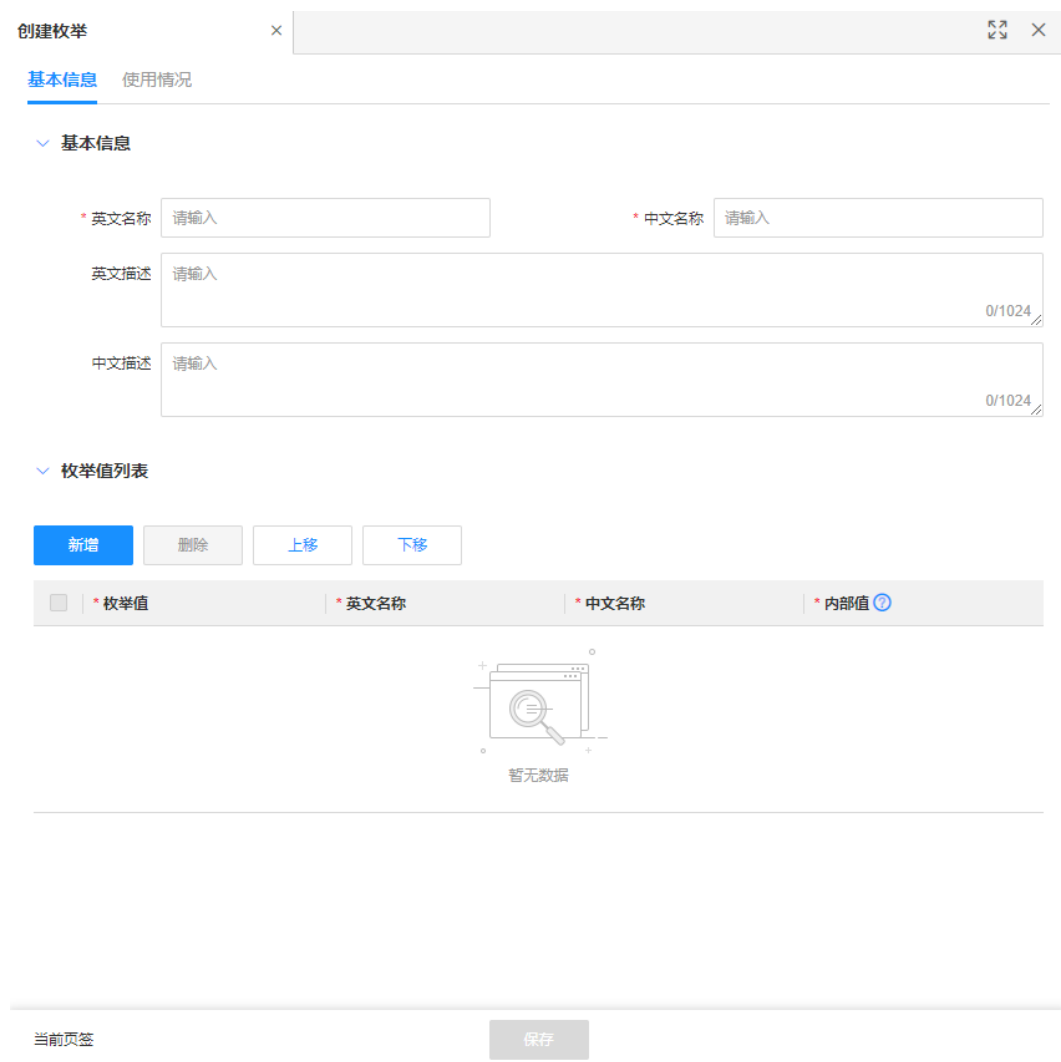 创建枚举
基本信息 使用情况
基本信息
* 英文名称 请输入 * 中文名称 请输入
英文描述 请输入
0/1024
中文描述 请输入
0/1024
枚举值列表
新增 删除 上移 下移
* 枚举值 * 英文名称 * 中文名称 * 内部值 ?
暂无数据
当前页签 保存